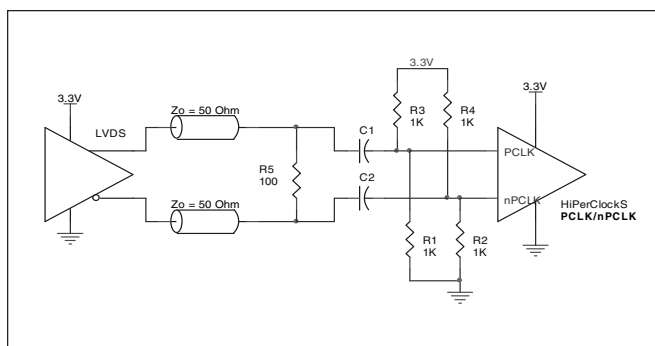 3.3V
3.3V
3.3V
Zo = 50 Ohm
LVDS
C1
R3
1K
R4
1K
PCLK
R5
100
Zo = 50 Ohm
C2
nPCLK
HiPerClockS
PCLK/nPCLK
R1
1K
R2
1K